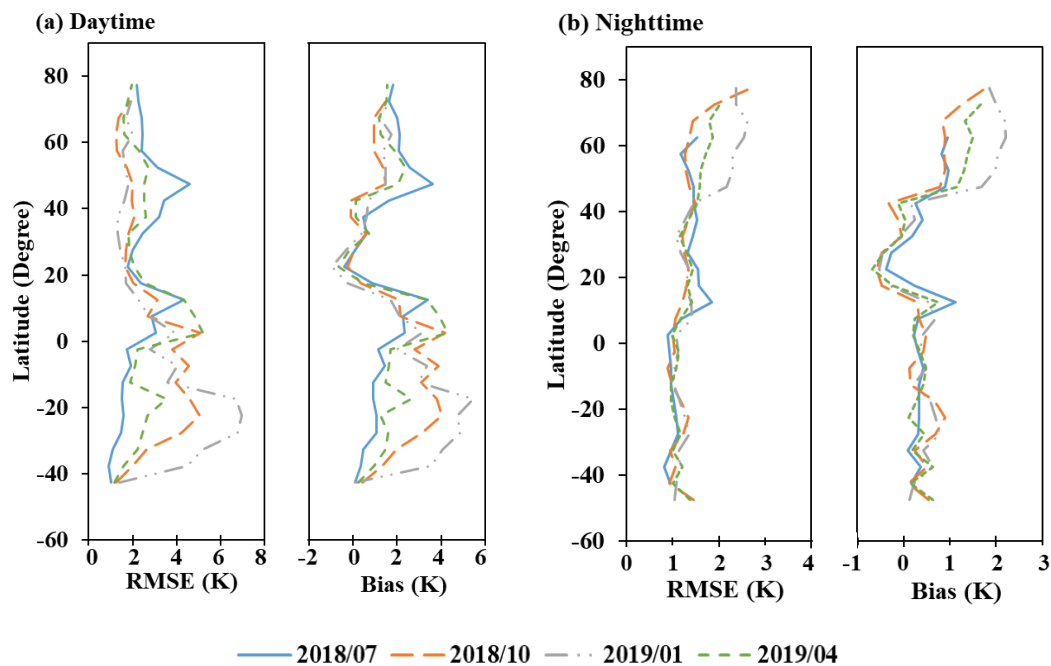 (a) Daytime
(b) Nighttime
80
60
40
20
0
-20
-40
-60
Latitude (Degree)
0 2 4 6 8
RMSE (K)
-2 0 2 4 6
Bias (K)
80
60
40
20
0
-20
-40
-60
Latitude (Degree)
0 1 2 3 4
RMSE (K)
-1 0 1 2 3
Bias (K)
2018/07 2018/10 2019/01 2019/04